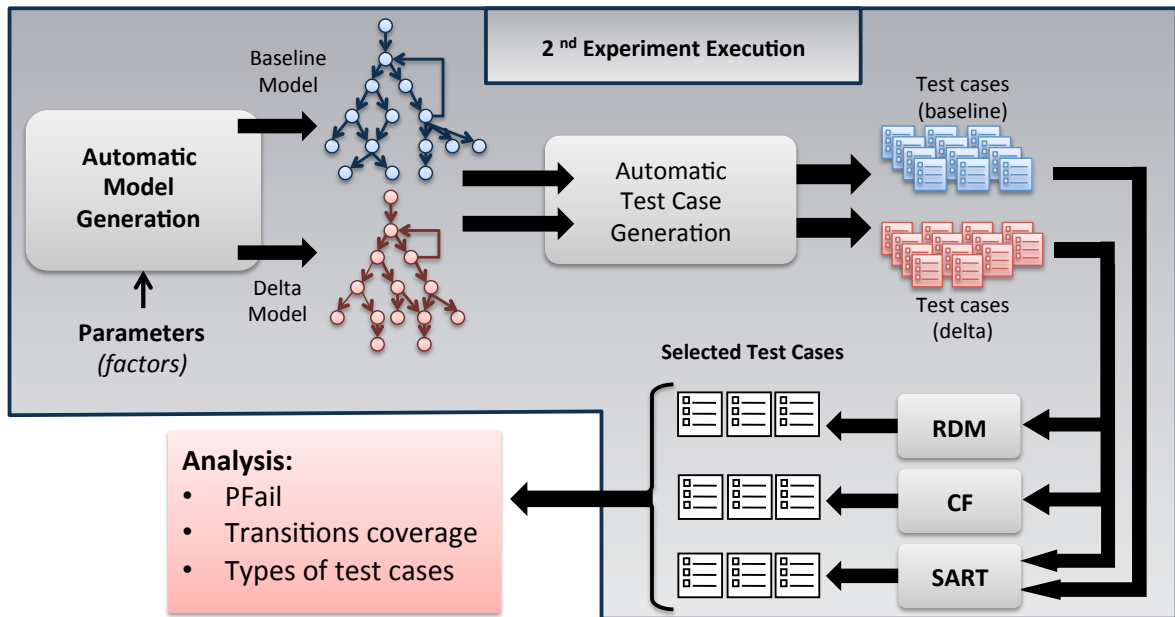 2 nd Experiment Execution
Baseline
Model
Automatic
Model
Generation
Delta
Model
Parameters
(factors)
Automatic
Test Case
Generation
Test cases
(baseline)
Test cases
(delta)
Selected Test Cases
RDM
CF
SART
Analysis:
• PFail
• Transitions coverage
• Types of test cases